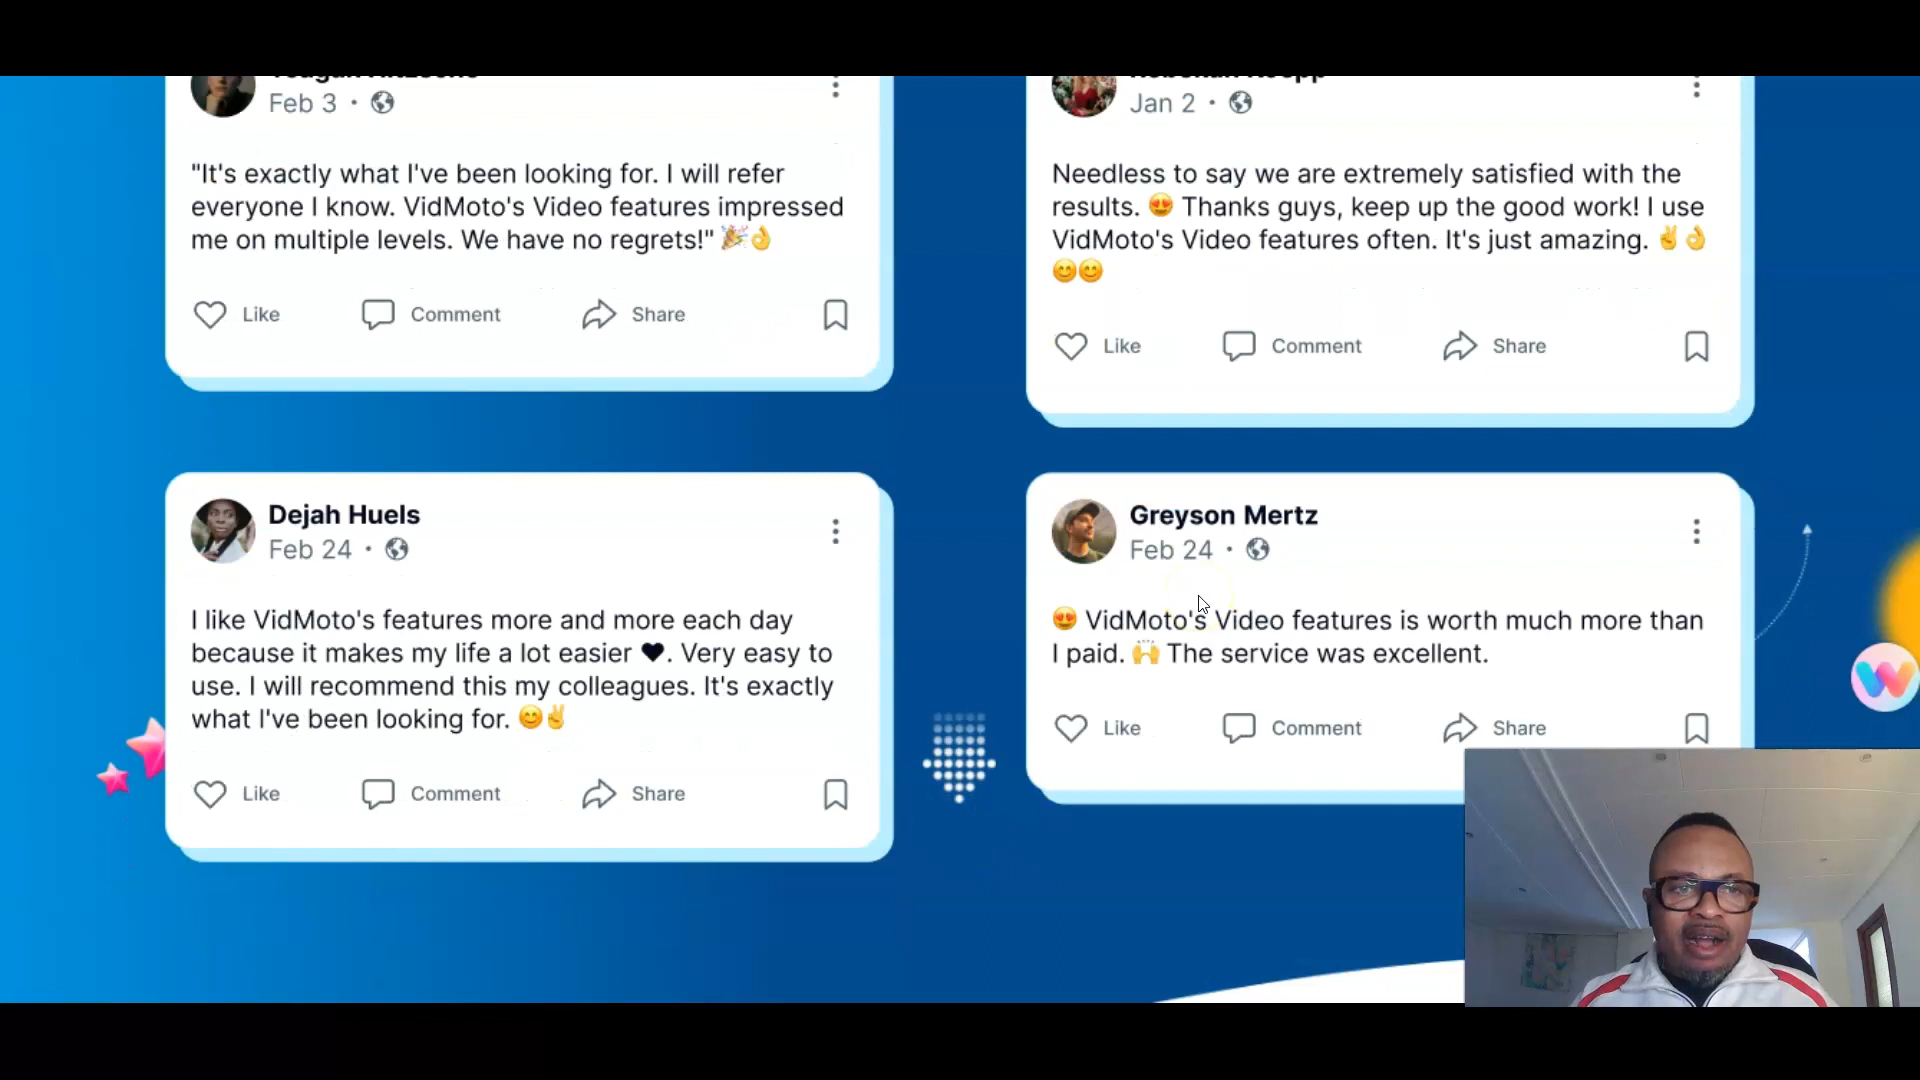 Feb 3 •
"It's exactly what I've been looking for. I will refer
everyone I know. VidMoto's Video features impressed
me on multiple levels. We have no regrets!" 🎉👌
Like Comment Share
Jan 2 •
Needless to say we are extremely satisfied with the
results. 😍 Thanks guys, keep up the good work! I use
VidMoto's Video features often. It's just amazing. ✌👌
😊😊
Like Comment Share
Dejah Huels
Feb 24 •
I like VidMoto's features more and more each day
because it makes my life a lot easier 🖤. Very easy to
use. I will recommend this my colleagues. It's exactly
what I've been looking for. 😊✌
Like Comment Share
Greyson Mertz
Feb 24 •
😍 VidMoto's Video features is worth much more than
I paid. 🙌 The service was excellent.
Like Comment Share